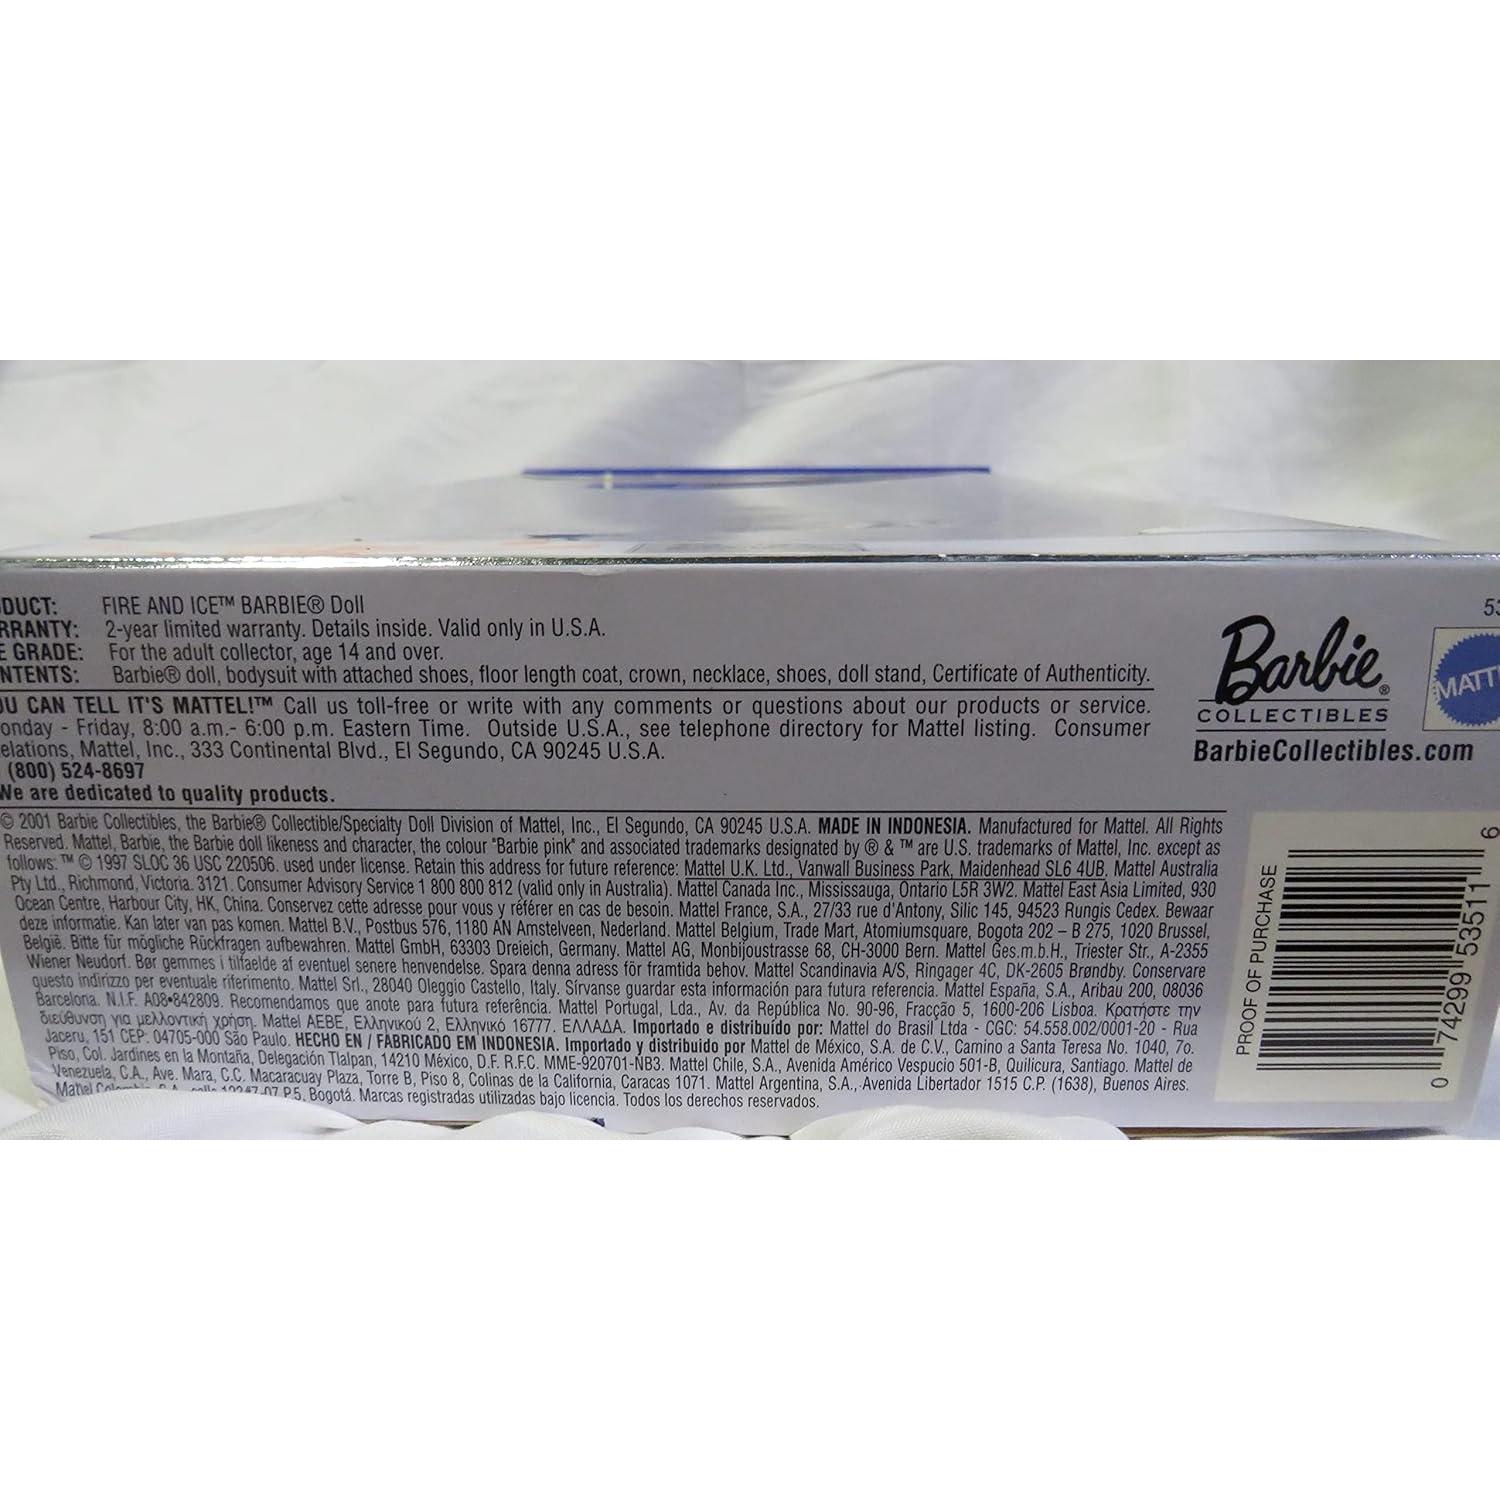 DUCT: FIRE AND ICE™ BARBIE® Doll
RRANTY: 2-year limited warranty. Details inside. Valid only in U.S.A.
E GRADE: For the adult collector, age 14 and over.
NTENTS: Barbie® doll, bodysuit with attached shoes, floor length coat, crown, necklace, shoes, doll stand, Certificate of Authenticity.
OU CAN TELL IT'S MATTEL!™ Call us toll-free or write with any comments or questions about our products or service.
onday - Friday, 8:00 a.m.- 6:00 p.m. Eastern Time. Outside U.S.A., see telephone directory for Mattel listing. Consumer
elations, Mattel, Inc., 333 Continental Blvd., El Segundo, CA 90245 U.S.A.
(800) 524-8697
We are dedicated to quality products.
© 2001 Barbie Collectibles, the Barbie® Collectible/Specialty Doll Division of Mattel, Inc., El Segundo, CA 90245 U.S.A. MADE IN INDONESIA. Manufactured for Mattel. All Rights
Reserved. Mattel, Barbie, the Barbie doll likeness and character, the colour "Barbie pink" and associated trademarks designated by ® & ™ are U.S. trademarks of Mattel, Inc. except as
follows: ™ © 1997 SLOC 36 USC 220506. used under license. Retain this address for future reference: Mattel U.K. Ltd., Vanwall Business Park, Maidenhead SL6 4UB. Mattel Australia
Pty Ltd., Richmond, Victoria. 3121. Consumer Advisory Service 1 800 800 812 (valid only in Australia). Mattel Canada Inc., Mississauga, Ontario L5R 3W2. Mattel East Asia Limited, 930
Ocean Centre, Harbour City, HK, China. Conservez cette adresse pour vous y référer en cas de besoin. Mattel France, S.A., 27/33 rue d'Antony, Silic 145, 94523 Rungis Cedex. Bewaar
deze informatie. Kan later van pas komen. Mattel B.V., Postbus 576, 1180 AN Amstelveen, Nederland. Mattel Belgium, Trade Mart, Atomiumsquare, Bogota 202 – B 275, 1020 Brussel,
België. Bitte für mögliche Rückfragen aufbewahren. Mattel GmbH, 63303 Dreieich, Germany. Mattel AG, Monbijoustrasse 68, CH-3000 Bern. Mattel Ges.m.b.H., Triester Str., A-2355
Wiener Neudorf. Bør gemmes i tilfaelde af eventuel senere henvendelse. Spara denna adress för framtida behov. Mattel Scandinavia A/S, Ringager 4C, DK-2605 Brøndby. Conservare
questo indirizzo per eventuale riferimento. Mattel Srl., 28040 Oleggio Castello, Italy. Sírvanse guardar esta información para futura referencia. Mattel España, S.A., Aribau 200, 08036
Barcelona. N.I.F. A08•842809. Recomendamos que anote para futura referência. Mattel Portugal, Lda., Av. da República No. 90-96, Fracção 5, 1600-206 Lisboa. Κρατήστε την
διεύθυνση για μελλοντική χρήση. Mattel AEBE, Ελληνικού 2, Ελληνικό 16777. ΕΛΛΑΔΑ. Importado e distribuído por: Mattel do Brasil Ltda - CGC: 54.558.002/0001-20 - Rua
Jaceru, 151 CEP: 04705-000 São Paulo. HECHO EN / FABRICADO EM INDONESIA. Importado y distribuido por Mattel de México, S.A. de C.V., Camino a Santa Teresa No. 1040, 7o.
Piso, Col. Jardines en la Montaña, Delegación Tlalpan, 14210 México, D.F. R.F.C. MME-920701-NB3. Mattel Chile, S.A., Avenida Américo Vespucio 501-B, Quilicura, Santiago. Mattel de
Venezuela, C.A., Ave. Mara, C.C. Macaracuay Plaza, Torre B, Piso 8, Colinas de la California, Caracas 1071. Mattel Argentina, S.A., Avenida Libertador 1515 C.P. (1638), Buenos Aires.
Mattel P.5, Bogotá. Marcas registradas utilizadas bajo licencia. Todos los derechos reservados.
Barbie®
COLLECTIBLES
BarbieCollectibles.com
53
MATT
PROOF OF PURCHASE
0 74299 53511 6